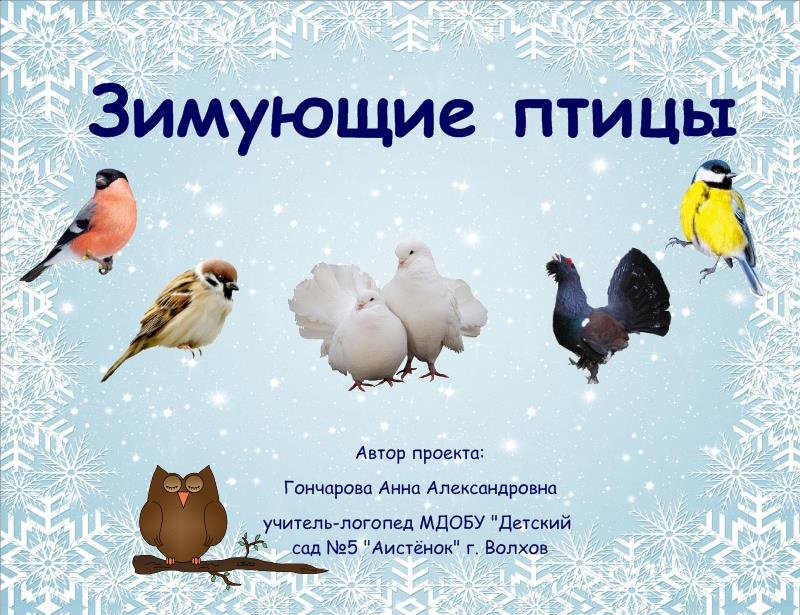 Зимующие птицы
Автор проекта:
Гончарова Анна Александровна
учитель-логопед МДОБУ "Детский
сад №5 "Аистёнок" г. Волхов